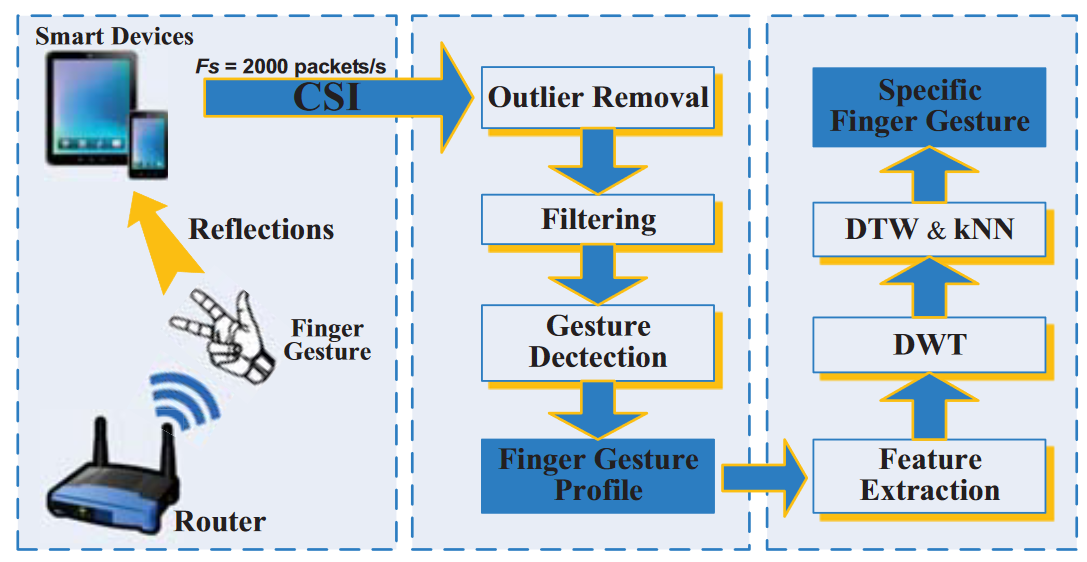 Smart Devices
Fs = 2000 packets/s
CSI
Reflections
Finger
Gesture
Router
Outlier Removal
Filtering
Gesture
Dectection
Finger Gesture
Profile
Specific
Finger Gesture
DTW & kNN
DWT
Feature
Extraction